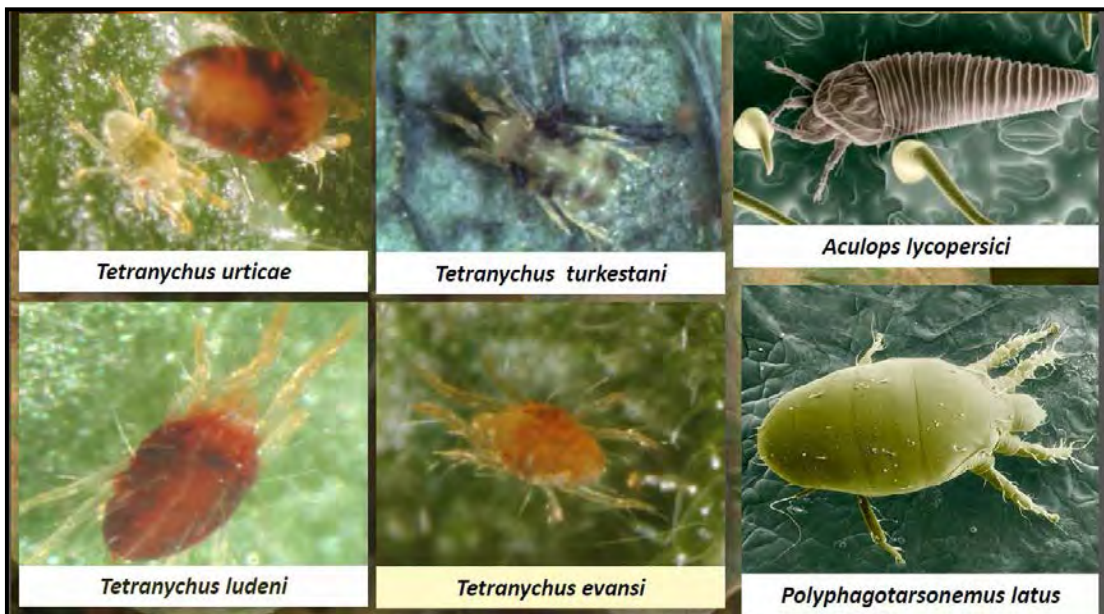 Tetranychus urticae
Tetranychus turkestani
Aculops lycopersici
Tetranychus ludeni
Tetranychus evansi
Polyphagotarsonemus latus